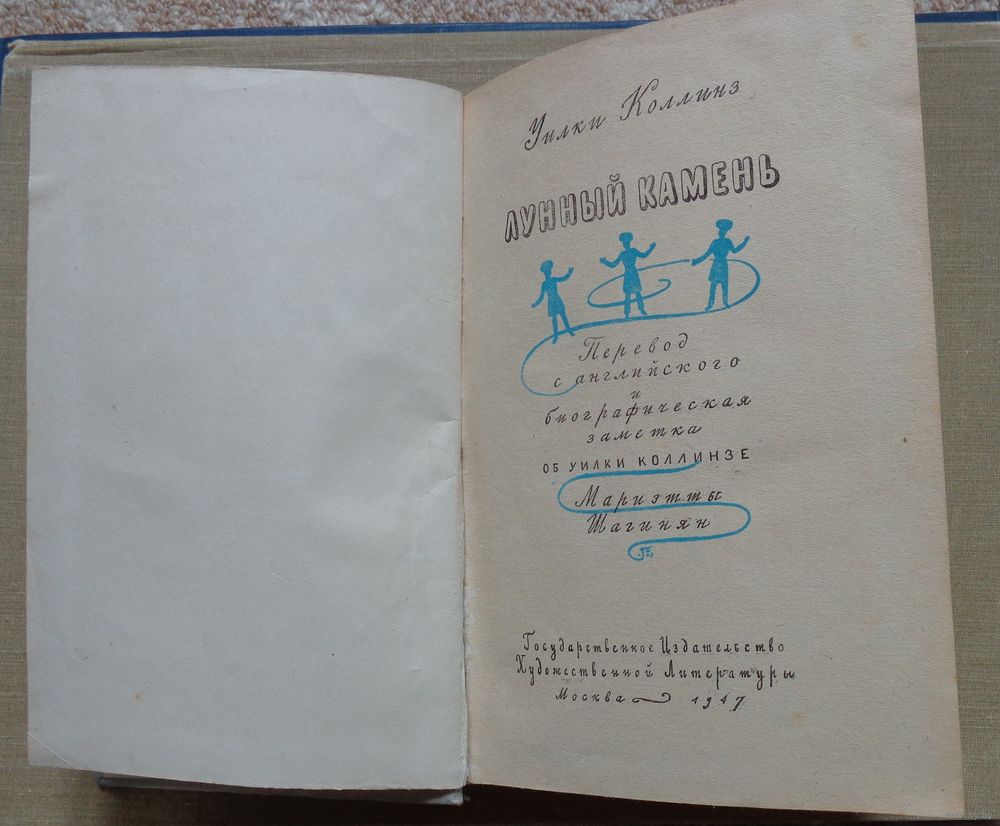 Уилки Коллинз
ЛУННЫЙ КАМЕНЬ
Перевод
с английского
и
биографическая
заметка
ОБ УИЛКИ КОЛЛИНЗЕ
Мариэтты
Шагинян
Государственное Издательство
Художественной Литературы
Москва 1947